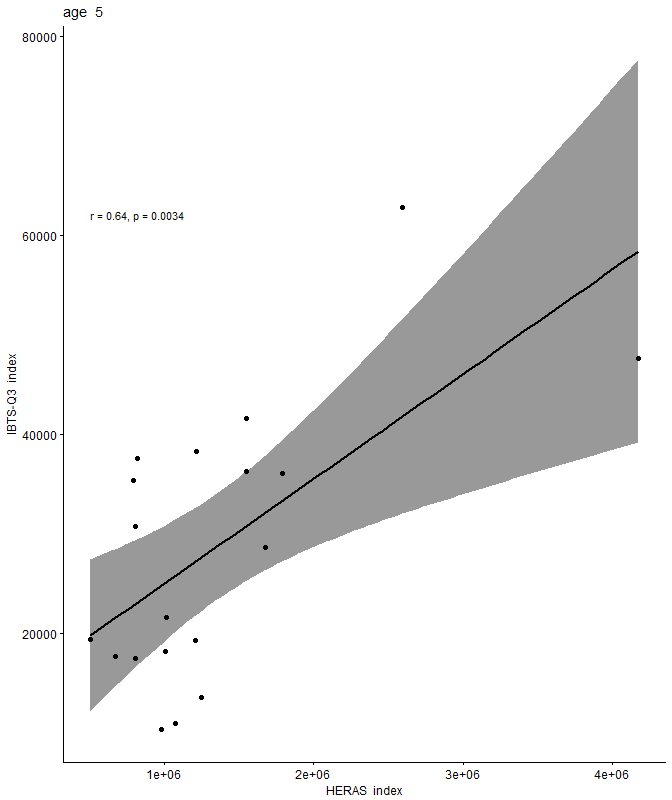 age 5
80000
r = 0.64, p = 0.0034
60000
IBTS-Q3 index
40000
20000
1e+06 2e+06 3e+06 4e+06
HERAS index